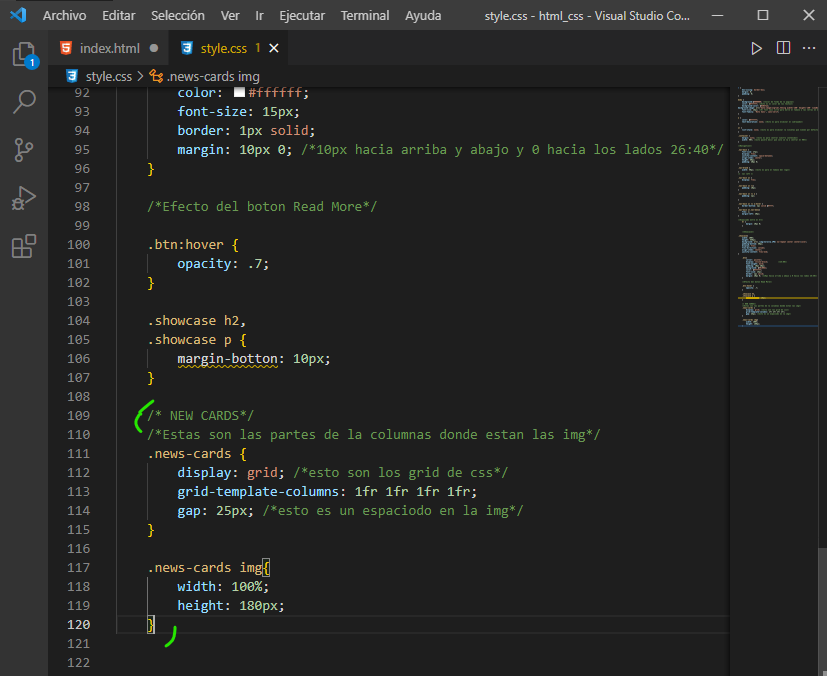 Archivo Editar Selección Ver Ir Ejecutar Terminal Ayuda style.css - html_css - Visual Studio Co...
1
index.html style.css 1
style.css > .news-cards img
92 color: #ffffff;
93 font-size: 15px;
94 border: 1px solid;
95 margin: 10px 0; /*10px hacia arriba y abajo y 0 hacia los lados 26:40*/
96 }
97
98 /*Efecto del boton Read More*/
99
100 .btn:hover {
101 opacity: .7;
102 }
103
104 .showcase h2,
105 .showcase p {
106 margin-botton: 10px;
107 }
108
109 /* NEW CARDS*/
110 /*Estas son las partes de la columnas donde estan las img*/
111 .news-cards {
112 display: grid; /*esto son los grid de css*/
113 grid-template-columns: 1fr 1fr 1fr 1fr;
114 gap: 25px; /*esto es un espaciodo en la img*/
115 }
116
117 .news-cards img{
118 width: 100%;
119 height: 180px;
120 }
121
122